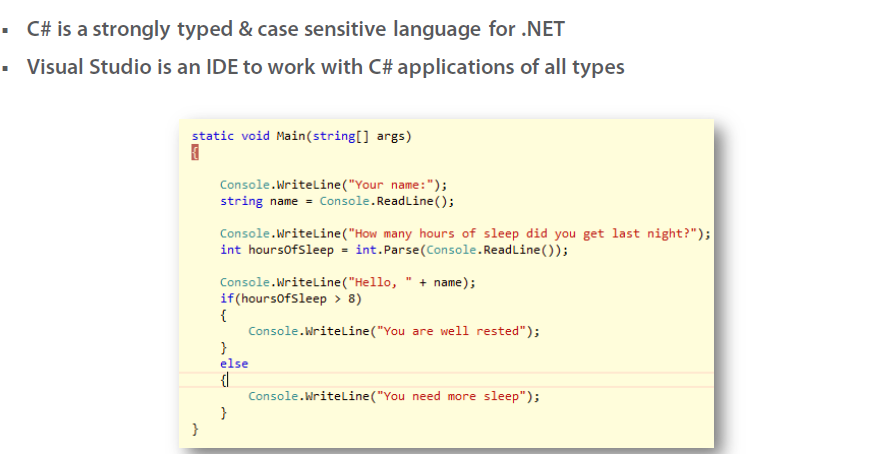 ▪ C# is a strongly typed & case sensitive language for .NET
▪ Visual Studio is an IDE to work with C# applications of all types
static void Main(string[] args)
{
    Console.WriteLine("Your name:");
    string name = Console.ReadLine();
    Console.WriteLine("How many hours of sleep did you get last night?");
    int hoursOfSleep = int.Parse(Console.ReadLine());
    Console.WriteLine("Hello, " + name);
    if(hoursOfSleep > 8)
    {
        Console.WriteLine("You are well rested");
    }
    else
    {
        Console.WriteLine("You need more sleep");
    }
}